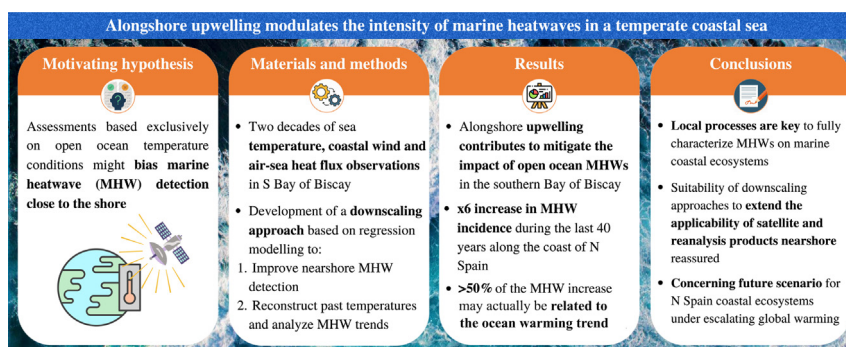 Alongshore upwelling modulates the intensity of marine heatwaves in a temperate coastal sea
Motivating hypothesis
Assessments based exclusively
on open ocean temperature
conditions might bias marine
heatwave (MHW) detection
close to the shore
Materials and methods
• Two decades of sea
temperature, coastal wind and
air-sea heat flux observations
in S Bay of Biscay
• Development of a downscaling
approach based on regression
modelling to:
1. Improve nearshore MHW
detection
2. Reconstruct past temperatures
and analyze MHW trends
Results
• Alongshore upwelling
contributes to mitigate the
impact of open ocean MHWs
in the southern Bay of Biscay
• x6 increase in MHW
incidence during the last 40
years along the coast of N
Spain
• >50% of the MHW increase
may actually be related to
the ocean warming trend
Conclusions
• Local processes are key to fully
characterize MHWs on marine
coastal ecosystems
• Suitability of downscaling
approaches to extend the
applicability of satellite and
reanalysis products nearshore
reassured
• Concerning future scenario for
N Spain coastal ecosystems
under escalating global warming